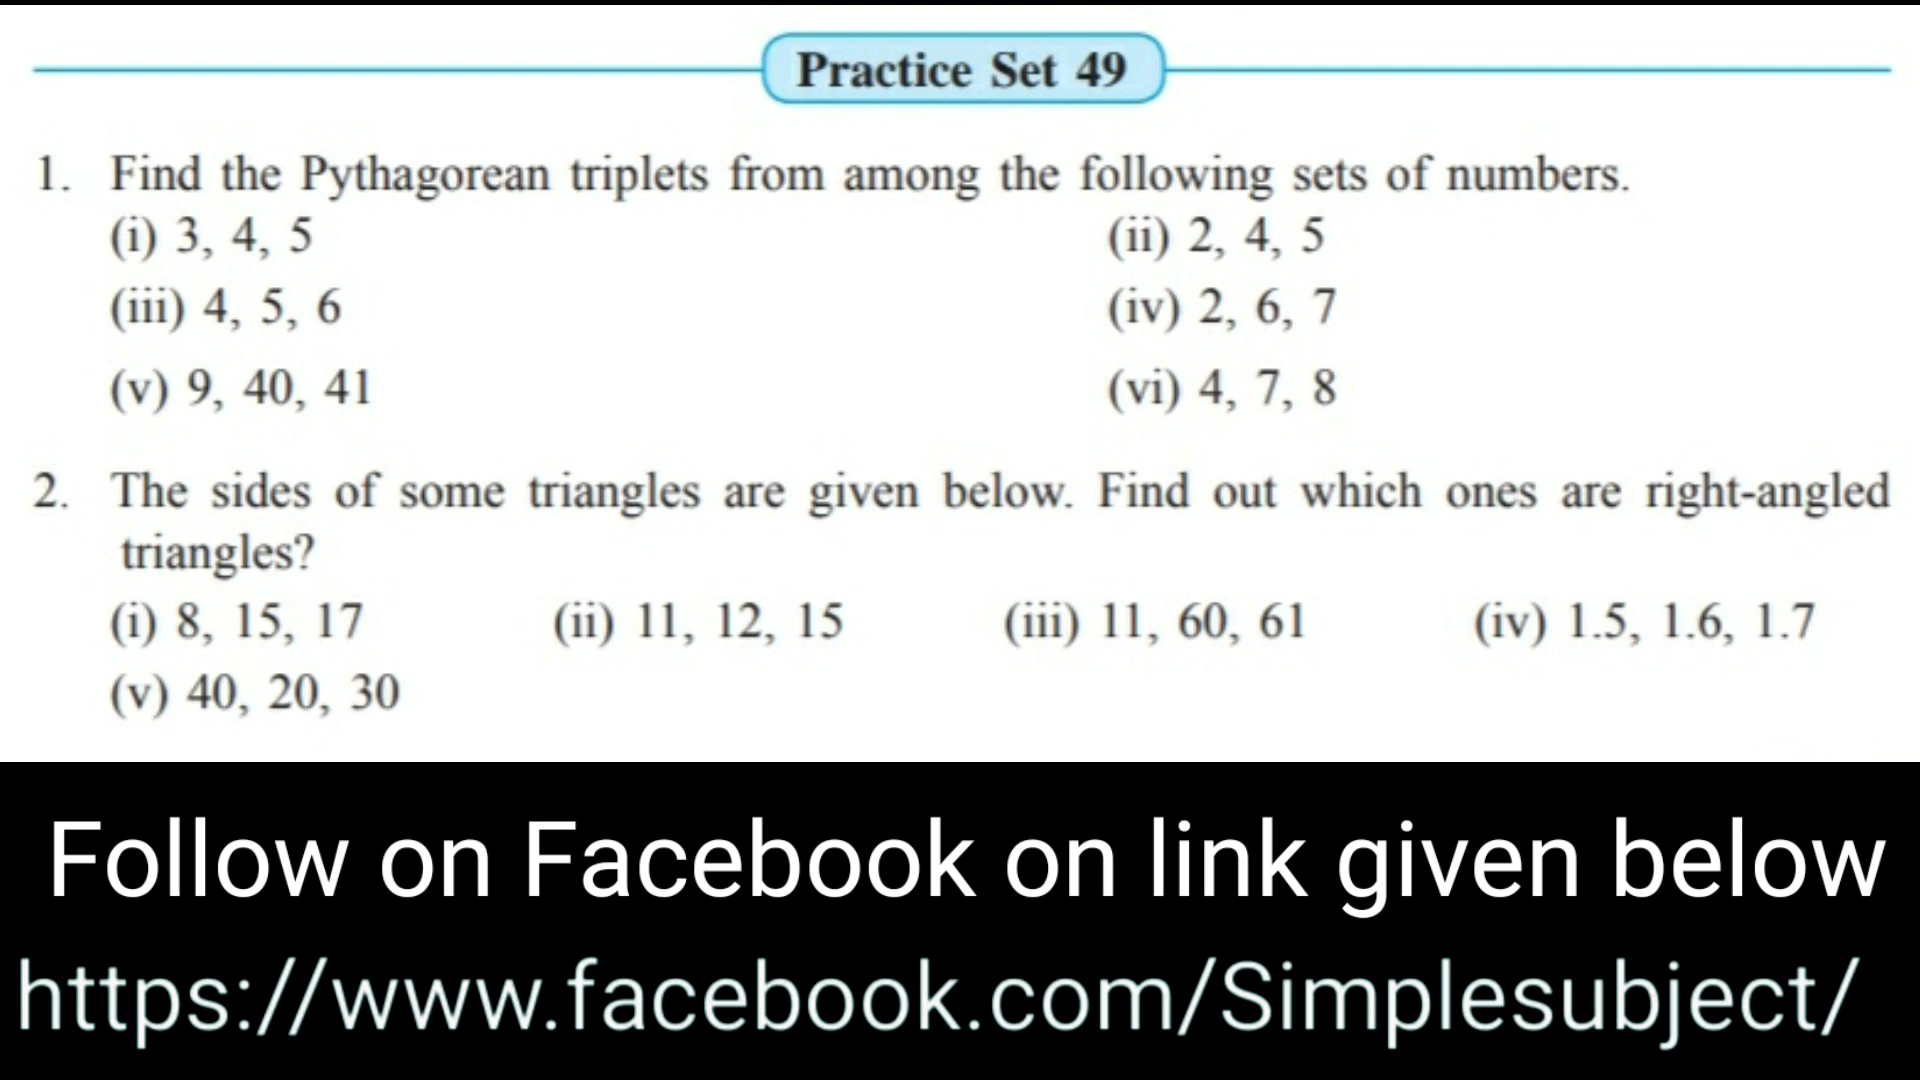 Practice Set 49
1. Find the Pythagorean triplets from among the following sets of numbers.
(i) 3, 4, 5 (ii) 2, 4, 5
(iii) 4, 5, 6 (iv) 2, 6, 7
(v) 9, 40, 41 (vi) 4, 7, 8
2. The sides of some triangles are given below. Find out which ones are right-angled
triangles?
(i) 8, 15, 17 (ii) 11, 12, 15 (iii) 11, 60, 61 (iv) 1.5, 1.6, 1.7
(v) 40, 20, 30
Follow on Facebook on link given below
https://www.facebook.com/Simplesubject/